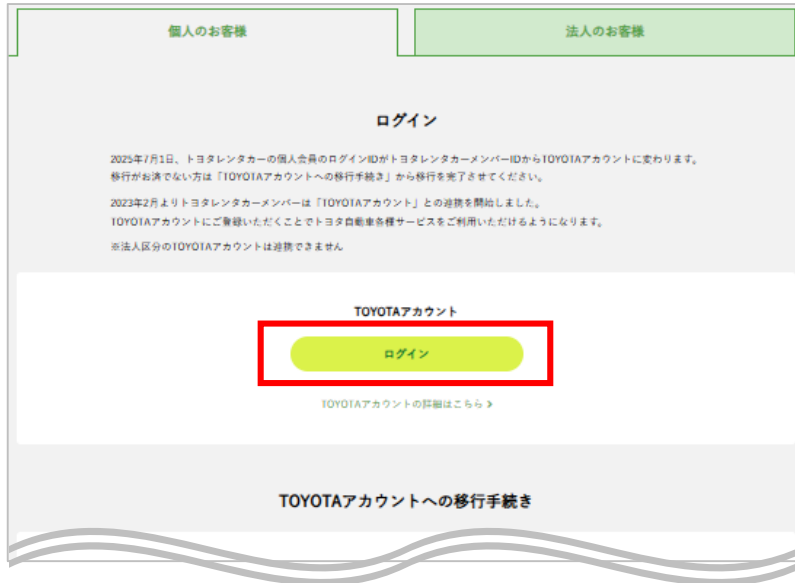 個人のお客様
法人のお客様
ログイン
2025年7月1日、トヨタレンタカーの個人会員のログインIDがトヨタレンタカーメンバーIDからTOYOTAアカウントに変わります。
移行がお済でない方は「TOYOTAアカウントへの移行手続き」から移行を完了させてください。
2023年2月よりトヨタレンタカーメンバーは「TOYOTAアカウント」との連携を開始しました。
TOYOTAアカウントにご登録いただくことでトヨタ自動車各種サービスをご利用いただけるようになります。
※法人区分のTOYOTAアカウントは連携できません
TOYOTAアカウント
ログイン
TOYOTAアカウントの詳細はこちら
TOYOTAアカウントへの移行手続き